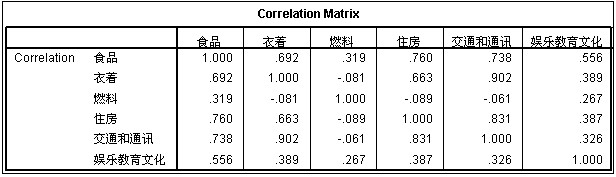 Correlation Matrix
食品 衣着 燃料 住房 交通和通讯 娱乐教育文化
Correlation 食品 1.000 .692 .319 .760 .738 .556
衣着 .692 1.000 -.081 .663 .902 .389
燃料 .319 -.081 1.000 -.089 -.061 .267
住房 .760 .663 -.089 1.000 .831 .387
交通和通讯 .738 .902 -.061 .831 1.000 .326
娱乐教育文化 .556 .389 .267 .387 .326 1.000